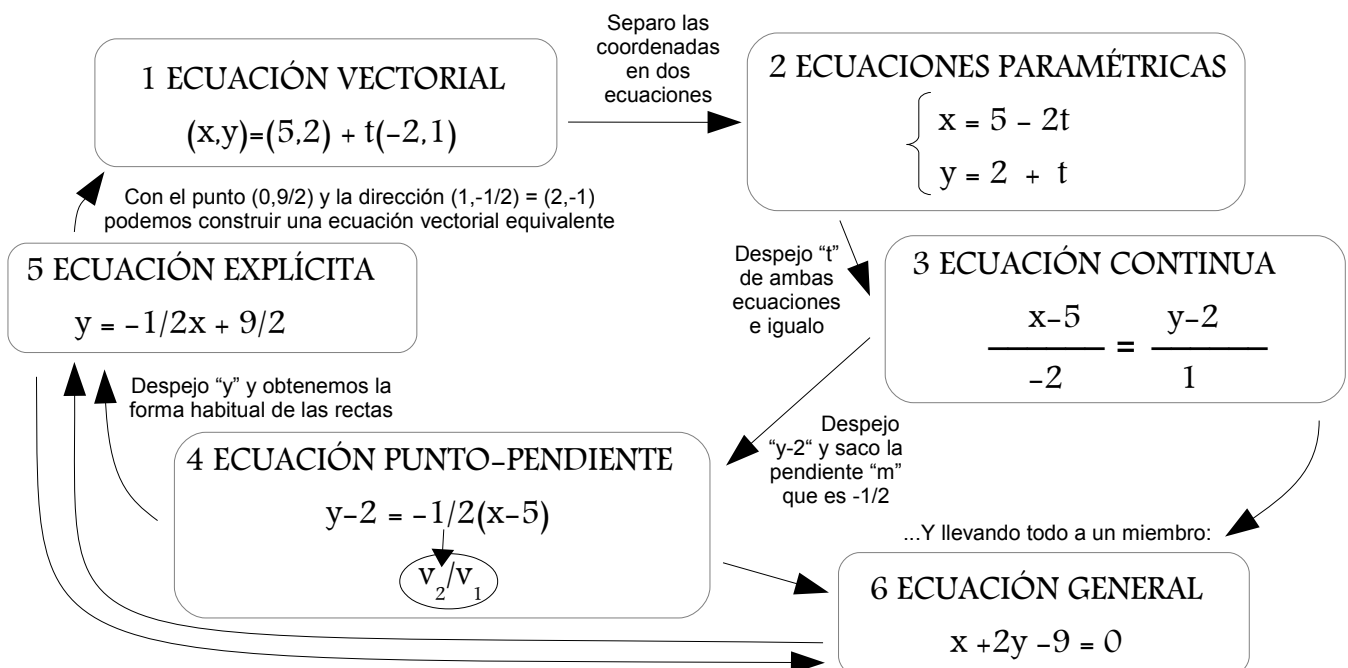 1 ECUACIÓN VECTORIAL
(x,y)=(5,2) + t(-2,1)
Separo las
coordenadas
en dos
ecuaciones
2 ECUACIONES PARAMÉTRICAS
x = 5 - 2t
y = 2 + t
Con el punto (0,9/2) y la dirección (1,-1/2) = (2,-1)
podemos construir una ecuación vectorial equivalente
Despejo “t”
de ambas
ecuaciones
e igualo
3 ECUACIÓN CONTINUA
x-5 = y-2
-2 1
5 ECUACIÓN EXPLÍCITA
y = -1/2x + 9/2
Despejo “y” y obtenemos la
forma habitual de las rectas
Despejo
“y-2“ y saco la
pendiente “m”
que es -1/2
4 ECUACIÓN PUNTO-PENDIENTE
y-2 = -1/2(x-5)
v₂/v₁
...Y llevando todo a un miembro:
6 ECUACIÓN GENERAL
x +2y -9 = 0